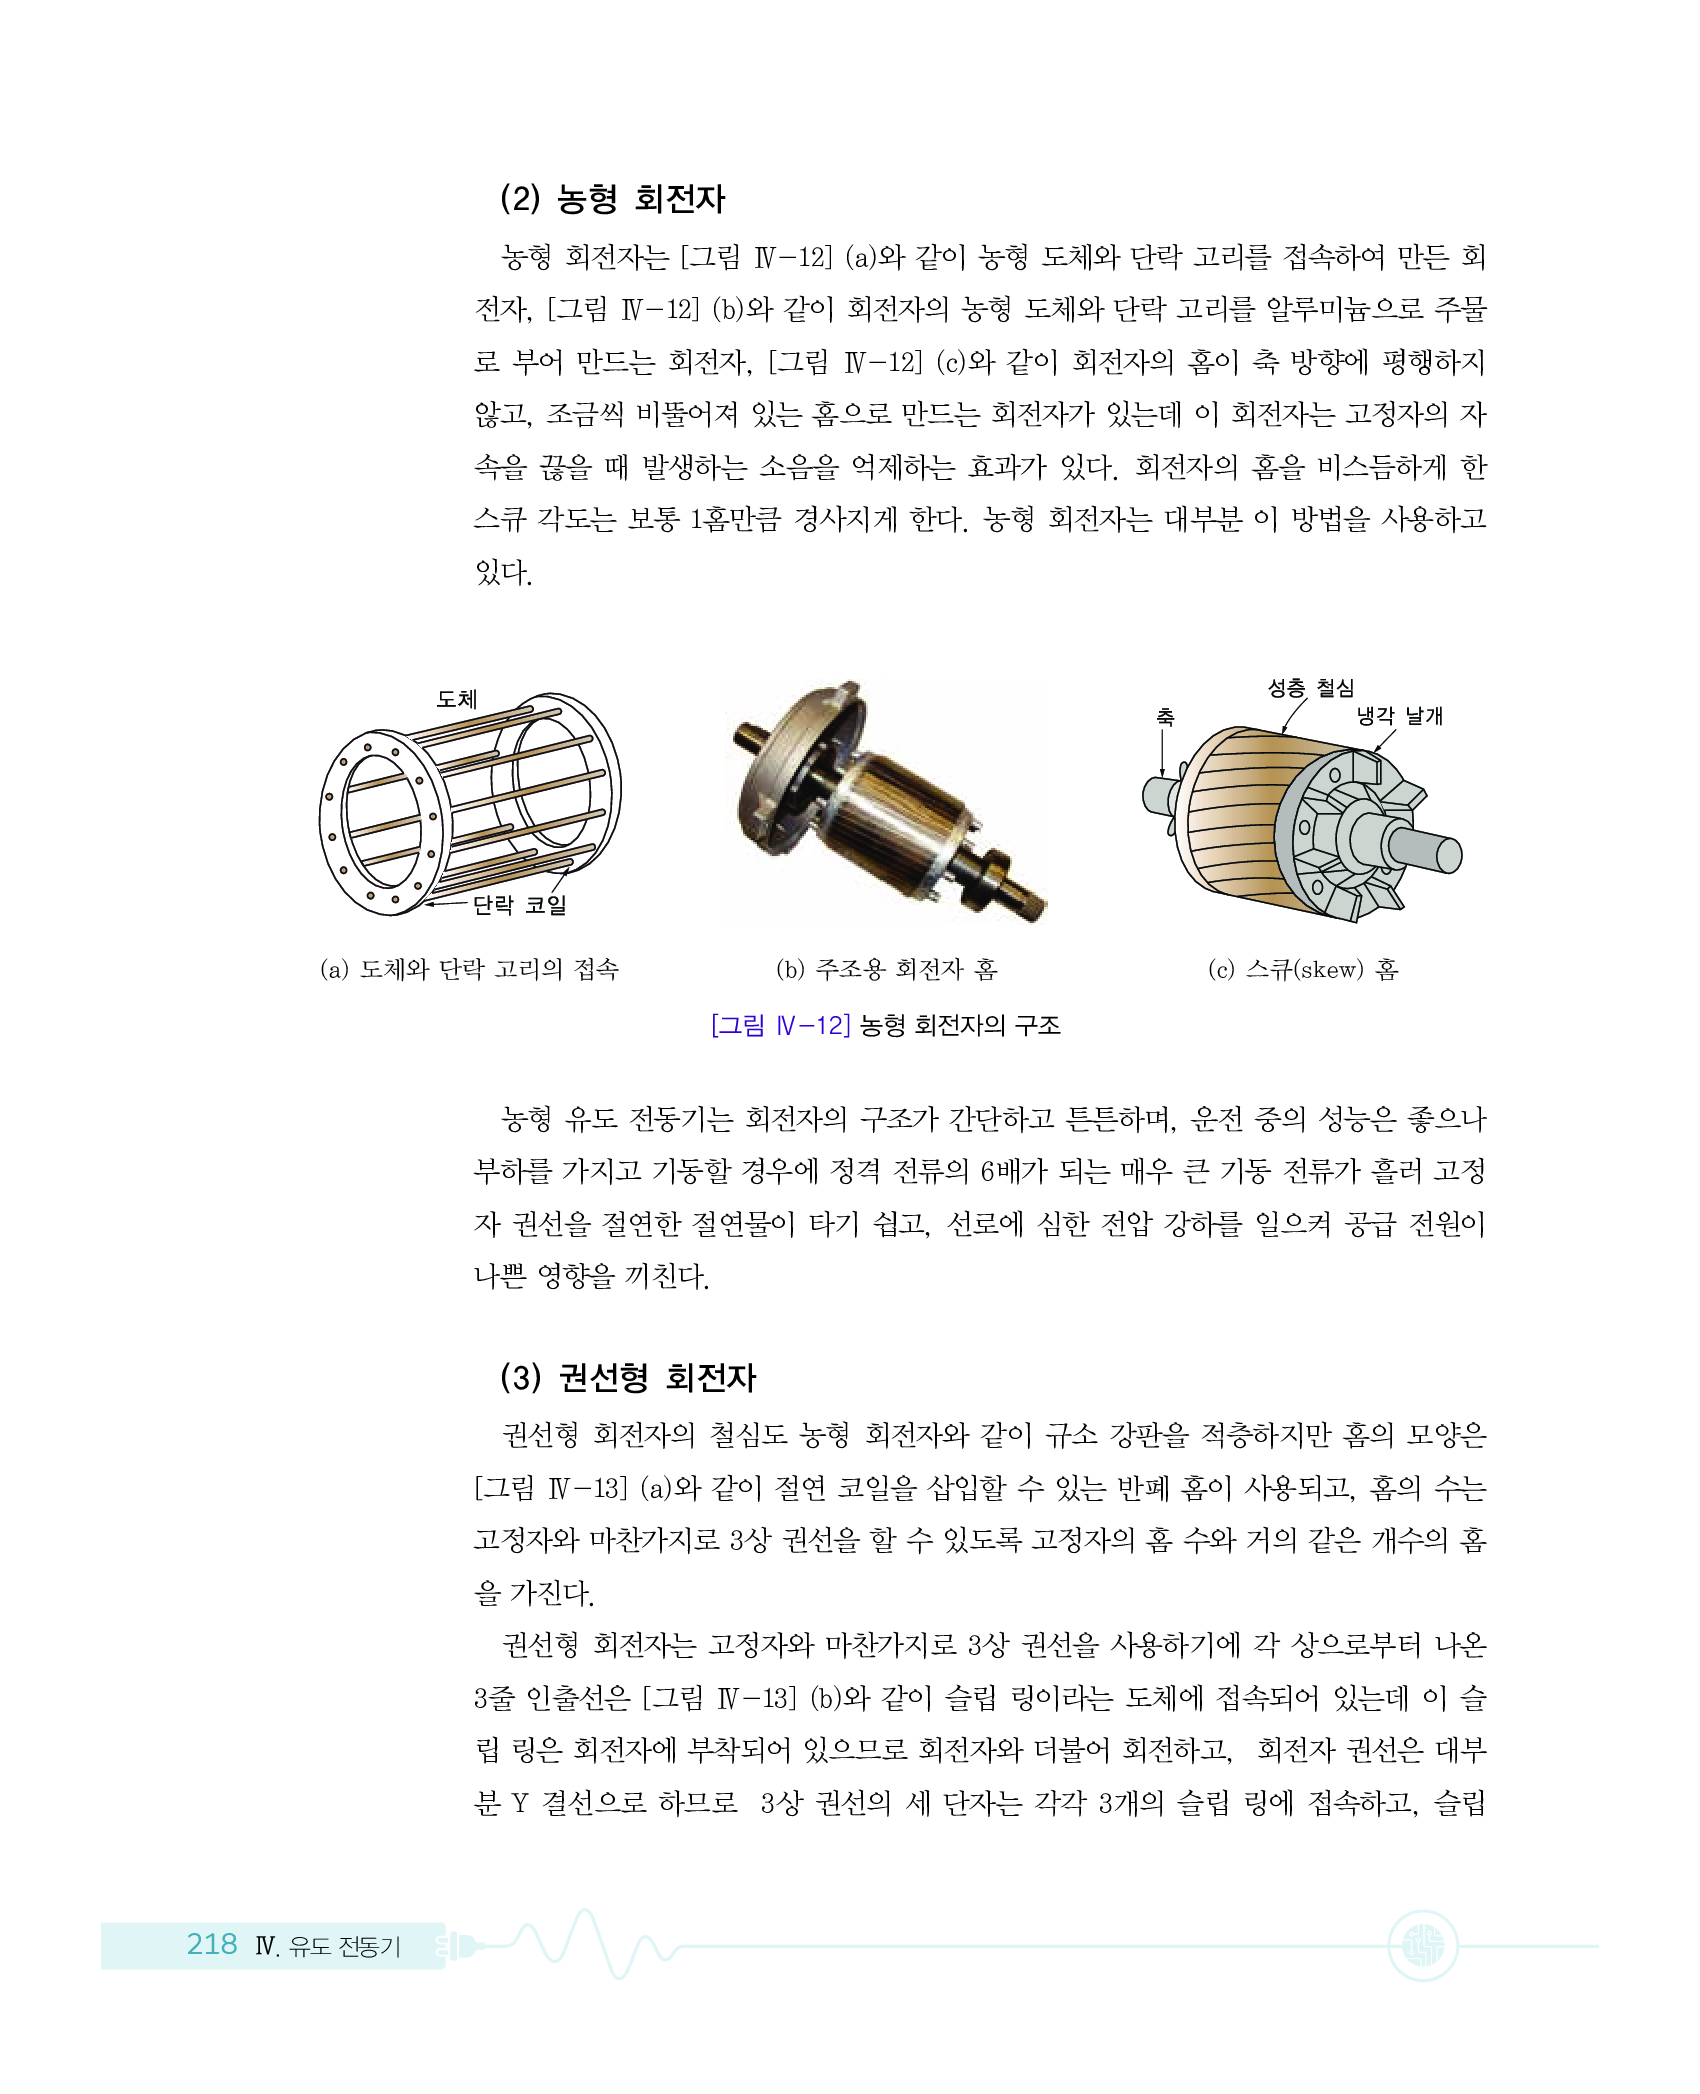 (2) 농형 회전자
농형 회전자는 [그림 Ⅳ-12] (a)와 같이 농형 도체와 단락 고리를 접속하여 만든 회
전자, [그림 Ⅳ-12] (b)와 같이 회전자의 농형 도체와 단락 고리를 알루미늄으로 주물
로 부어 만드는 회전자, [그림 Ⅳ-12] (c)와 같이 회전자의 홈이 축 방향에 평행하지
않고, 조금씩 비뚤어져 있는 홈으로 만드는 회전자가 있는데 이 회전자는 고정자의 자
속을 끊을 때 발생하는 소음을 억제하는 효과가 있다. 회전자의 홈을 비스듬하게 한
스큐 각도는 보통 1홈만큼 경사지게 한다. 농형 회전자는 대부분 이 방법을 사용하고
있다.
도체
단락 코일
성층 철심
축
냉각 날개
(a) 도체와 단락 고리의 접속
(b) 주조용 회전자 홈
(c) 스큐(skew) 홈
[그림 Ⅳ-12] 농형 회전자의 구조
농형 유도 전동기는 회전자의 구조가 간단하고 튼튼하며, 운전 중의 성능은 좋으나
부하를 가지고 기동할 경우에 정격 전류의 6배가 되는 매우 큰 기동 전류가 흘러 고정
자 권선을 절연한 절연물이 타기 쉽고, 선로에 심한 전압 강하를 일으켜 공급 전원이
나쁜 영향을 끼친다.
(3) 권선형 회전자
권선형 회전자의 철심도 농형 회전자와 같이 규소 강판을 적층하지만 홈의 모양은
[그림 Ⅳ-13] (a)와 같이 절연 코일을 삽입할 수 있는 반폐 홈이 사용되고, 홈의 수는
고정자와 마찬가지로 3상 권선을 할 수 있도록 고정자의 홈 수와 거의 같은 개수의 홈
을 가진다.
권선형 회전자는 고정자와 마찬가지로 3상 권선을 사용하기에 각 상으로부터 나온
3줄 인출선은 [그림 Ⅳ-13] (b)와 같이 슬립 링이라는 도체에 접속되어 있는데 이 슬
립 링은 회전자에 부착되어 있으므로 회전자와 더불어 회전하고, 회전자 권선은 대부
분 Y 결선으로 하므로 3상 권선의 세 단자는 각각 3개의 슬립 링에 접속하고, 슬립
218 Ⅳ. 유도 전동기